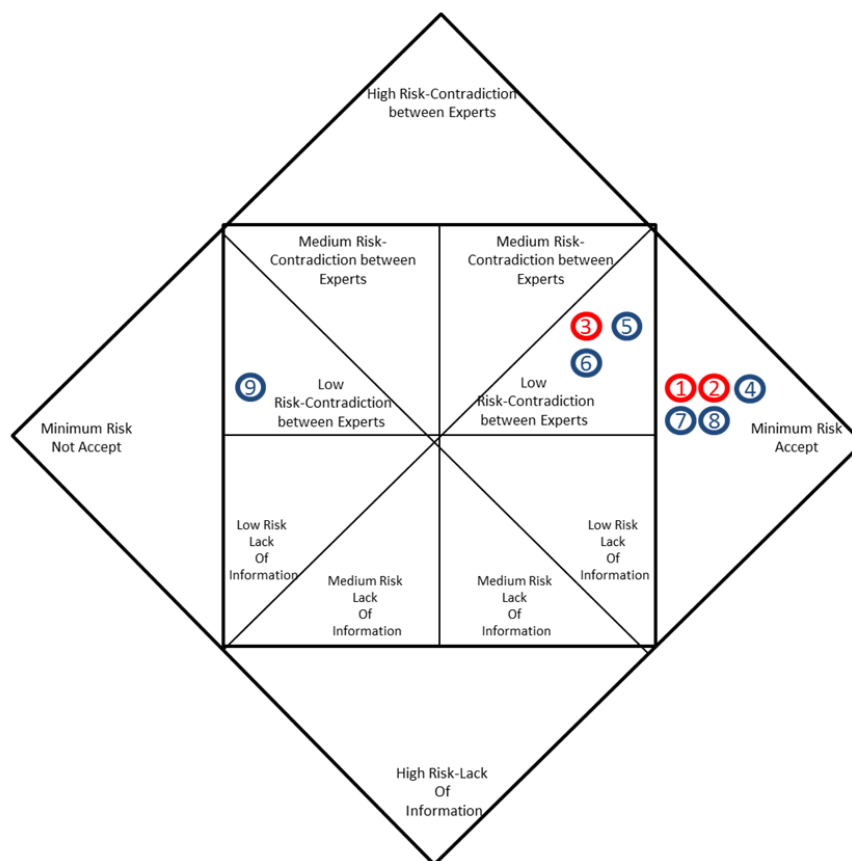 High Risk-Contradiction
between Experts
Medium Risk-
Contradiction between
Experts
Medium Risk-
Contradiction between
Experts
3
5
6
9
1
2
4
7
8
Low
Risk-Contradiction
between Experts
Low
Risk-Contradiction
between Experts
Minimum Risk
Not Accept
Minimum Risk
Accept
Low Risk
Lack
Of
Information
Medium Risk
Lack
Of
Information
Medium Risk
Lack
Of
Information
Low Risk
Lack
Of
Information
High Risk-Lack
Of
Information